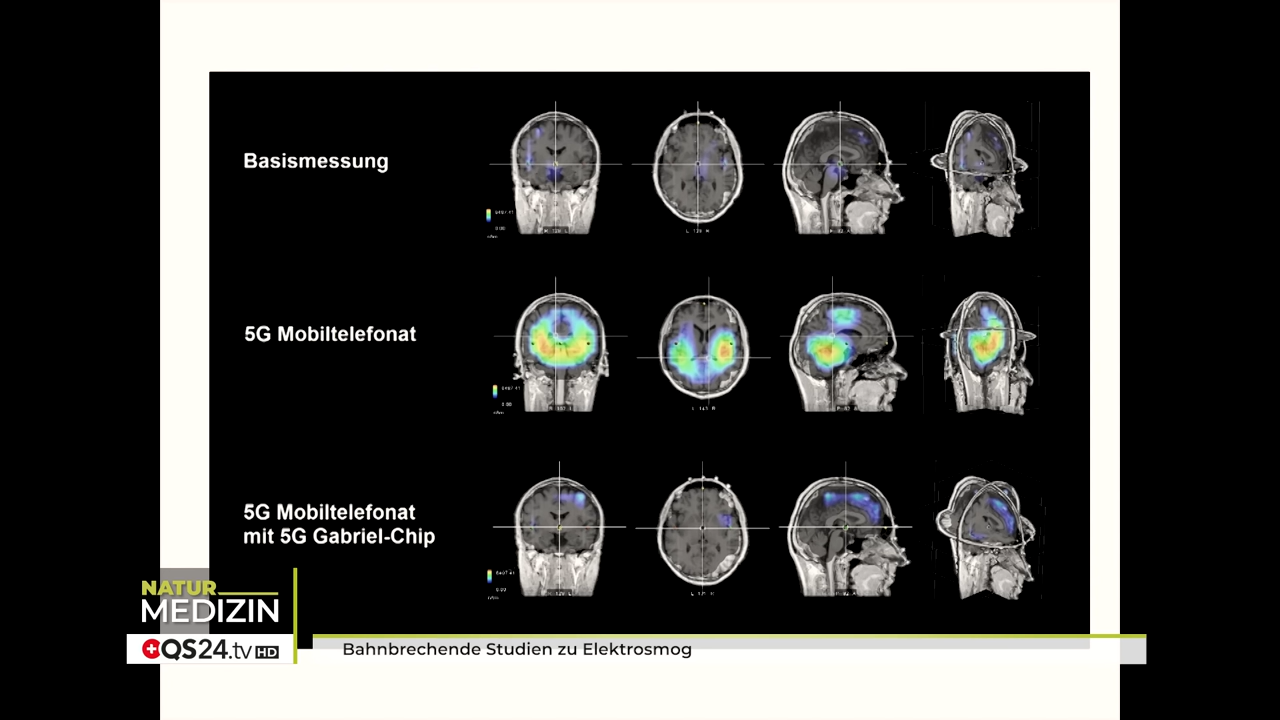 Basismessung
5G Mobiltelefonat
5G Mobiltelefonat
mit 5G Gabriel-Chip
NATUR
MEDIZIN
QS24.tv HD
Bahnbrechende Studien zu Elektrosmog